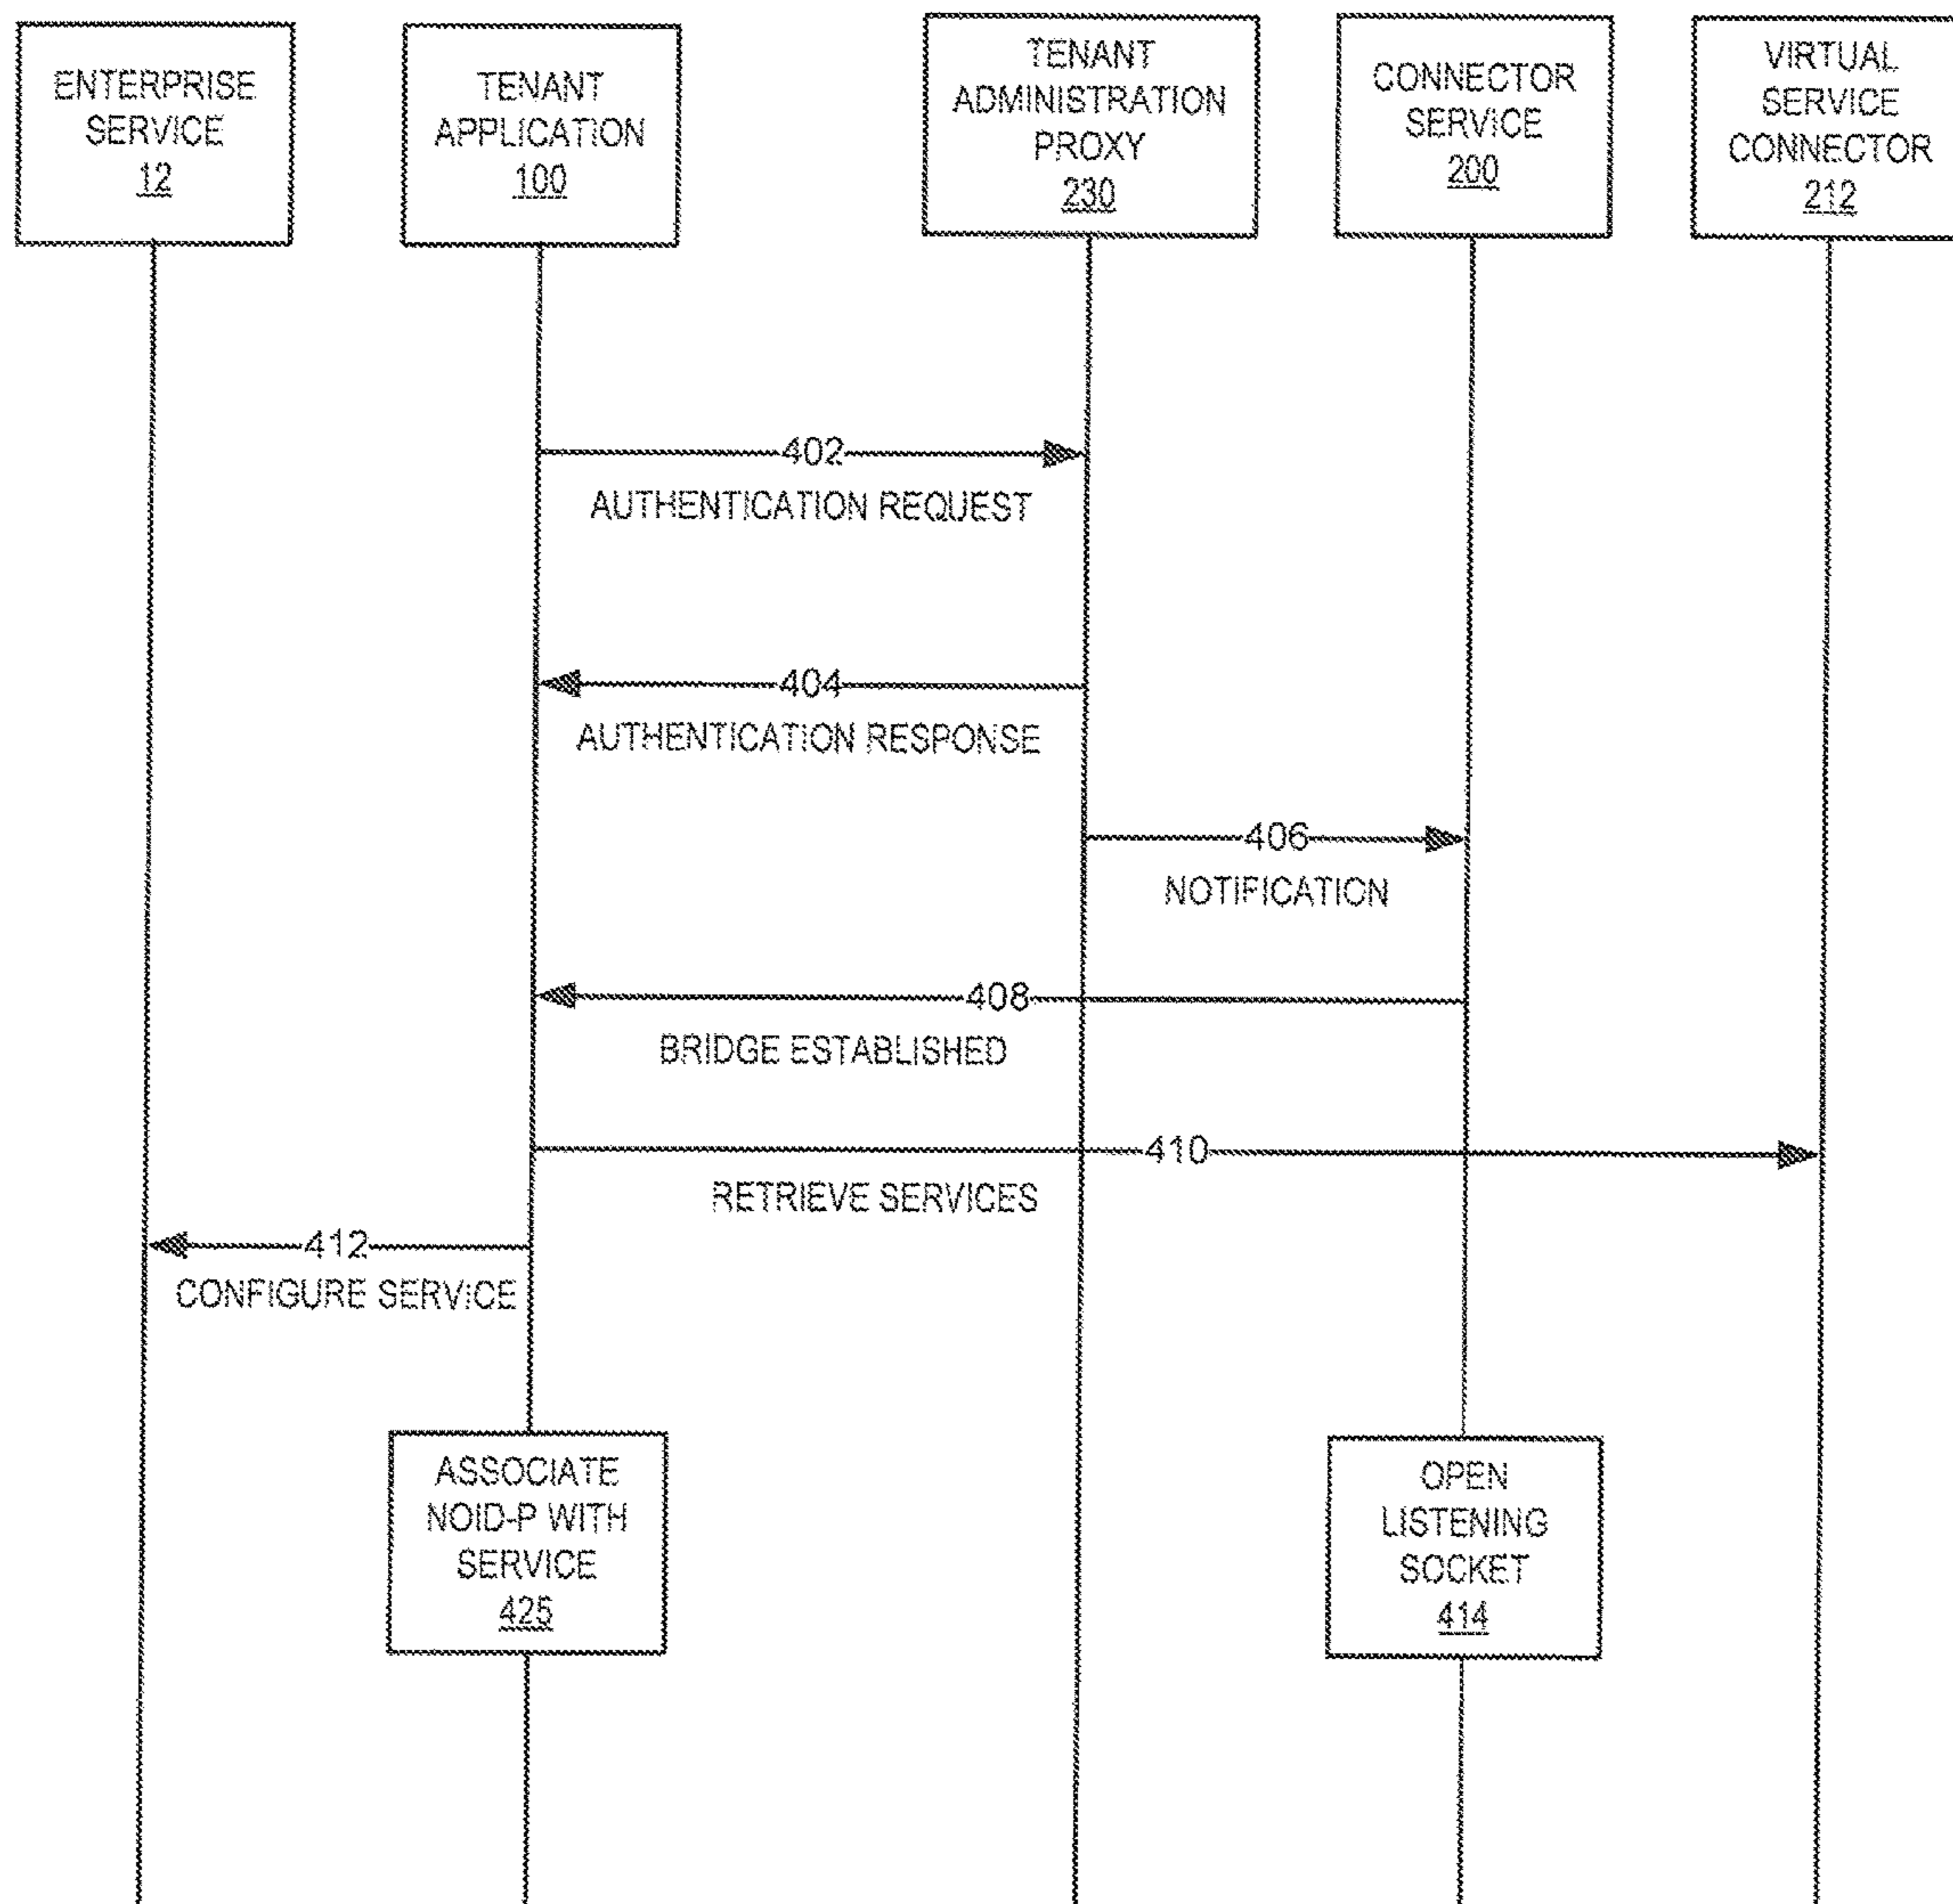 ENTERPRISE
SERVICE
12
TENANT
APPLICATION
100
TENANT
ADMINISTRATION
PROXY
230
CONNECTOR
SERVICE
200
VIRTUAL
SERVICE
CONNECTOR
212
402
AUTHENTICATION REQUEST
404
AUTHENTICATION RESPONSE
406
NOTIFICATION
408
BRIDGE ESTABLISHED
410
RETRIEVE SERVICES
412
CONFIGURE SERVICE
ASSOCIATE
NOID-P WITH
SERVICE
425
OPEN
LISTENING
SOCKET
414